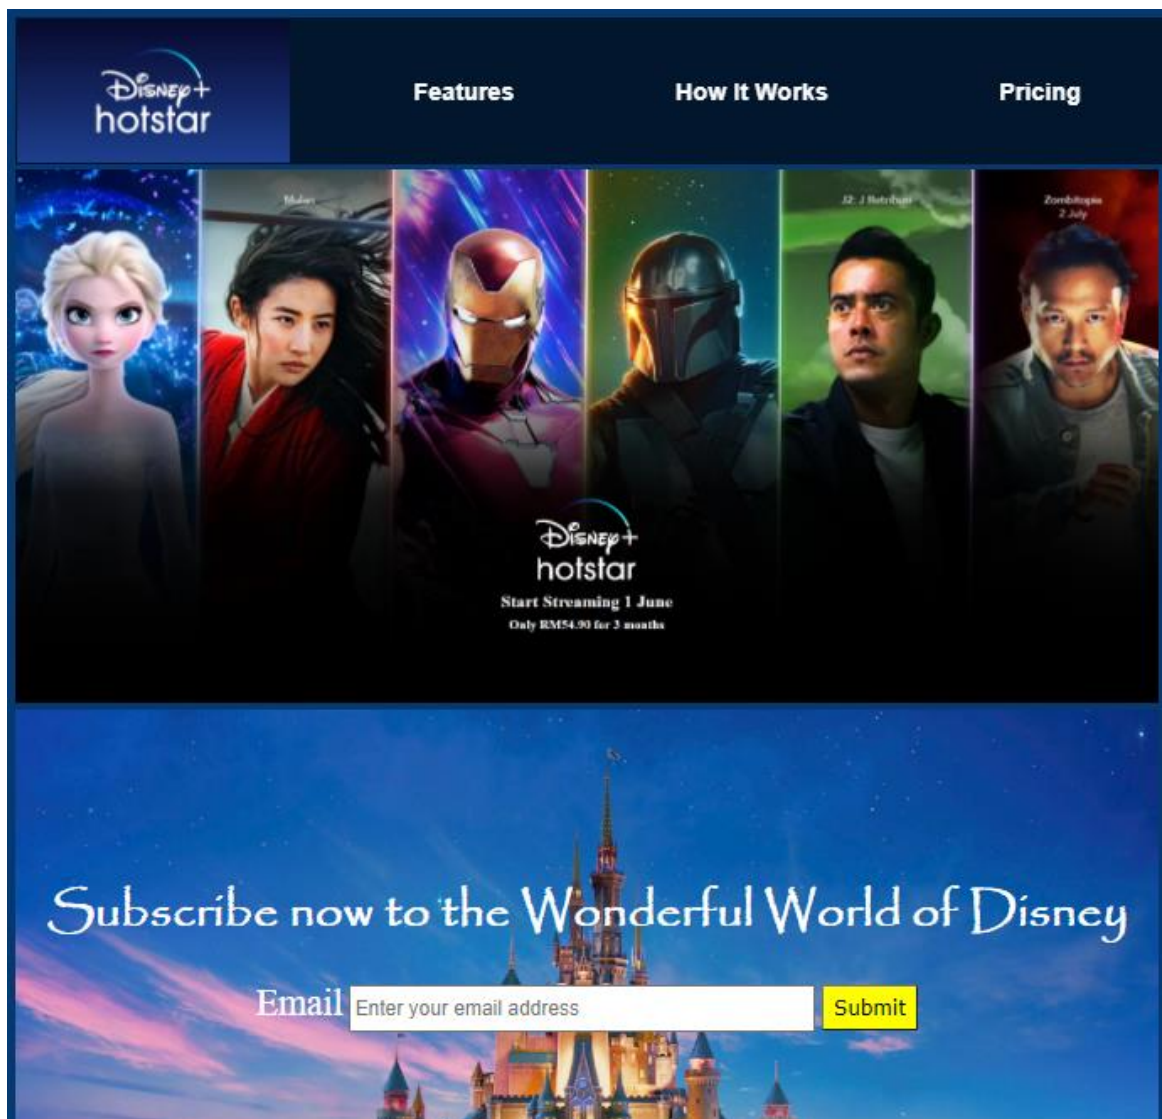 Disney+
hotstar
Features
How It Works
Pricing
Mulan
J2: J Retribusi
Zombitopia
2 July
Disney+
hotstar
Start Streaming 1 June
Only RM54.90 for 3 months
Subscribe now to the Wonderful World of Disney
Email
Enter your email address
Submit